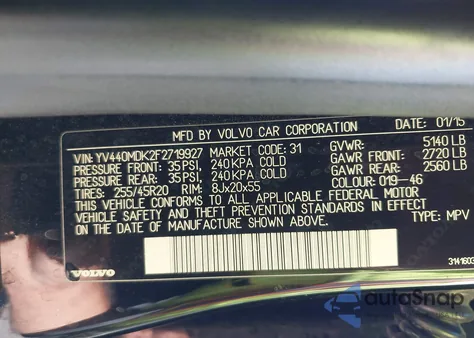 MFD BY VOLVO CAR CORPORATION DATE: 01/15
VIN: YV440MDK2F2719927 MARKET CODE: 31 GVWR: 5140 LB
PRESSURE FRONT: 35 PSI, 240 KPA COLD GAWR FRONT: 2720 LB
PRESSURE REAR: 35 PSI, 240 KPA COLD GAWR REAR: 2560 LB
TIRES: 255/45R20 RIM: 8Jx20x55 COLOUR: 019-46
THIS VEHICLE CONFORMS TO ALL APPLICABLE FEDERAL MOTOR
VEHICLE SAFETY AND THEFT PREVENTION STANDARDS IN EFFECT
ON THE DATE OF MANUFACTURE SHOWN ABOVE. TYPE: MPV
VOLVO 3141603
autoSnap